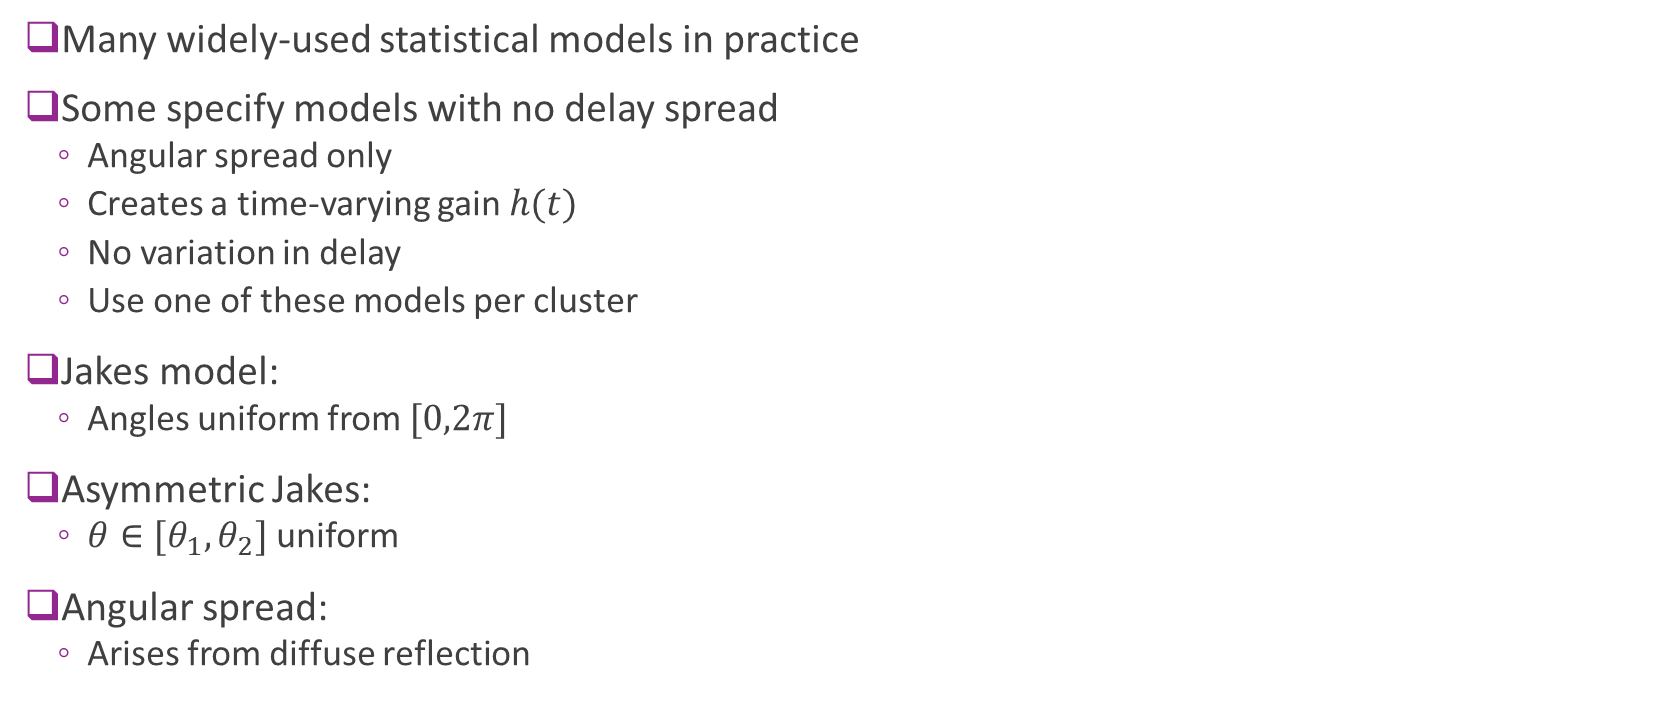 ❑Many widely-used statistical models in practice
❑Some specify models with no delay spread
◦ Angular spread only
◦ Creates a time-varying gain ℎ(𝑡)
◦ No variation in delay
◦ Use one of these models per cluster
❑Jakes model:
◦ Angles uniform from [0,2𝜋]
❑Asymmetric Jakes:
◦ 𝜃 ∈ [𝜃₁, 𝜃₂] uniform
❑Angular spread:
◦ Arises from diffuse reflection